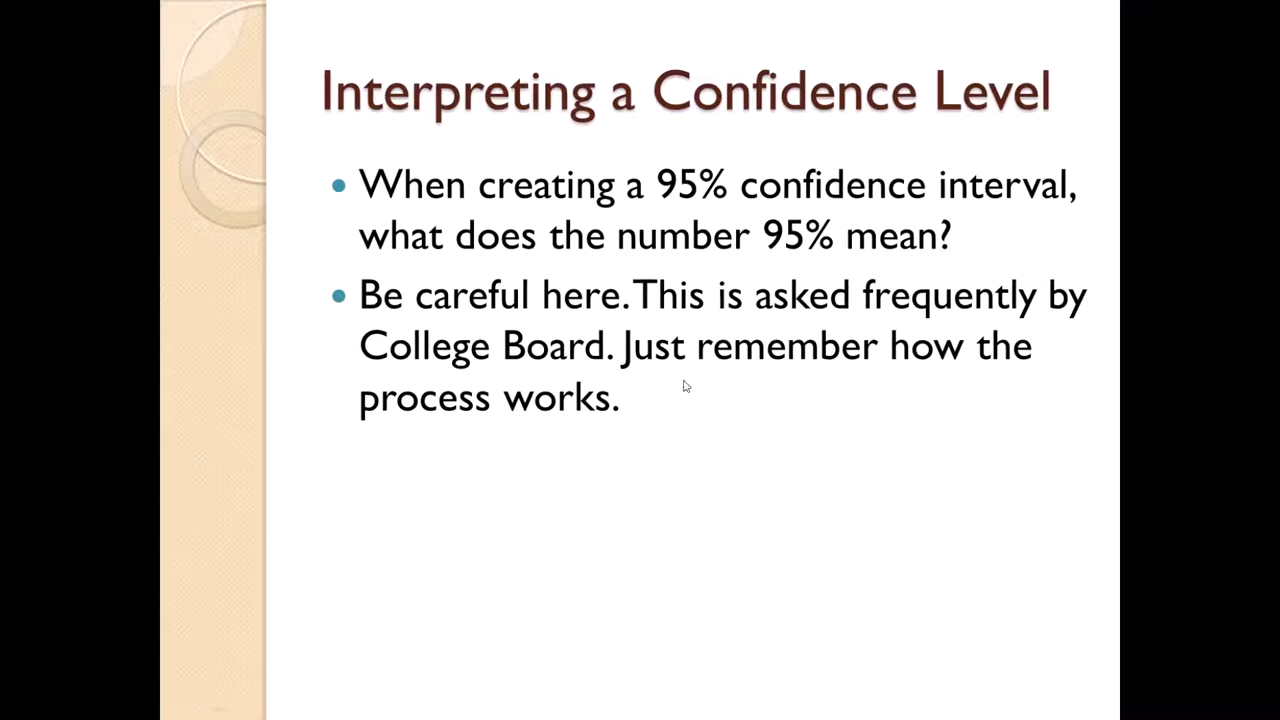 Interpreting a Confidence Level
• When creating a 95% confidence interval,
what does the number 95% mean?
• Be careful here. This is asked frequently by
College Board. Just remember how the
process works.